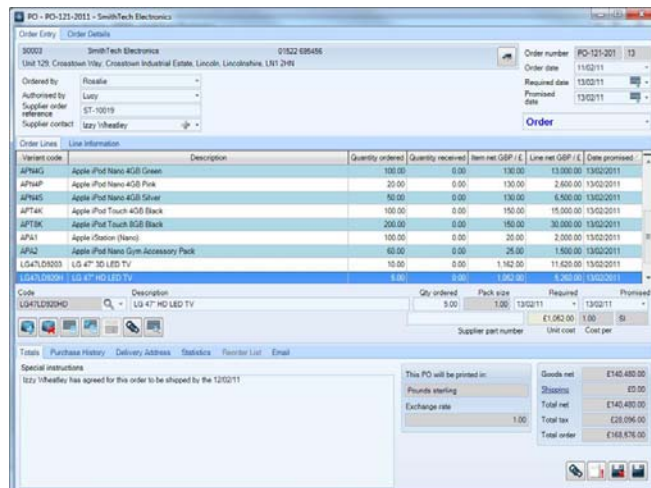 PO - PO-121-2011 - SmithTech Electronics
Order Entry Order Details
S0003 SmithTech Electronics 01522 695456
Unit 129, Crosstown Way, Crosstown Industrial Estate, Lincoln, Lincolnshire, LN1 2HN
Order number PO-121-201 13
Order date 11/02/11
Required date 13/02/11
Promised date 13/02/11
Order
Ordered by Rosalie
Authorised by Lucy
Supplier order reference ST-10019
Supplier contact Izzy Wheatley
Order Lines Line Information
Variant code Description Quantity ordered Quantity received Item net GBP / £ Line net GBP / £ Date promised
APN4G Apple iPod Nano 4GB Green 100.00 0.00 130.00 13,000.00 13/02/2011
APN4P Apple iPod Nano 4GB Pink 20.00 0.00 130.00 2,600.00 13/02/2011
APN4S Apple iPod Nano 4GB Silver 50.00 0.00 130.00 6,500.00 13/02/2011
APT4K Apple iPod Touch 4GB Black 100.00 0.00 150.00 15,000.00 13/02/2011
APT8K Apple iPod Touch 8GB Black 200.00 0.00 150.00 30,000.00 13/02/2011
APA1 Apple iStation (Nano) 100.00 0.00 20.00 2,000.00 13/02/2011
APA2 Apple iPod Nano Gym Accessory Pack 60.00 0.00 25.00 1,500.00 13/02/2011
LG47LD9203 LG 47" 3D LED TV 10.00 0.00 1,162.00 11,620.00 13/02/2011
LG47LD920H LG 47" HD LED TV 5.00 0.00 1,052.00 5,260.00 13/02/2011
Code Description Qty ordered Pack size Required Promised
LG47LD920HD LG 47" HD LED TV 5.00 1.00 13/02/11 13/02/11
£1,052.00 1.00 SI
Supplier part number Unit cost Cost per
Totals Purchase History Delivery Address Statistics Reorder List Email
Special instructions
Izzy Wheatley has agreed for this order to be shipped by the 12/02/11
This PO will be printed in:
Pounds sterling
Exchange rate
1.00
Goods net £140,480.00
Shipping £0.00
Total net £140,480.00
Total tax £28,096.00
Total order £168,576.00